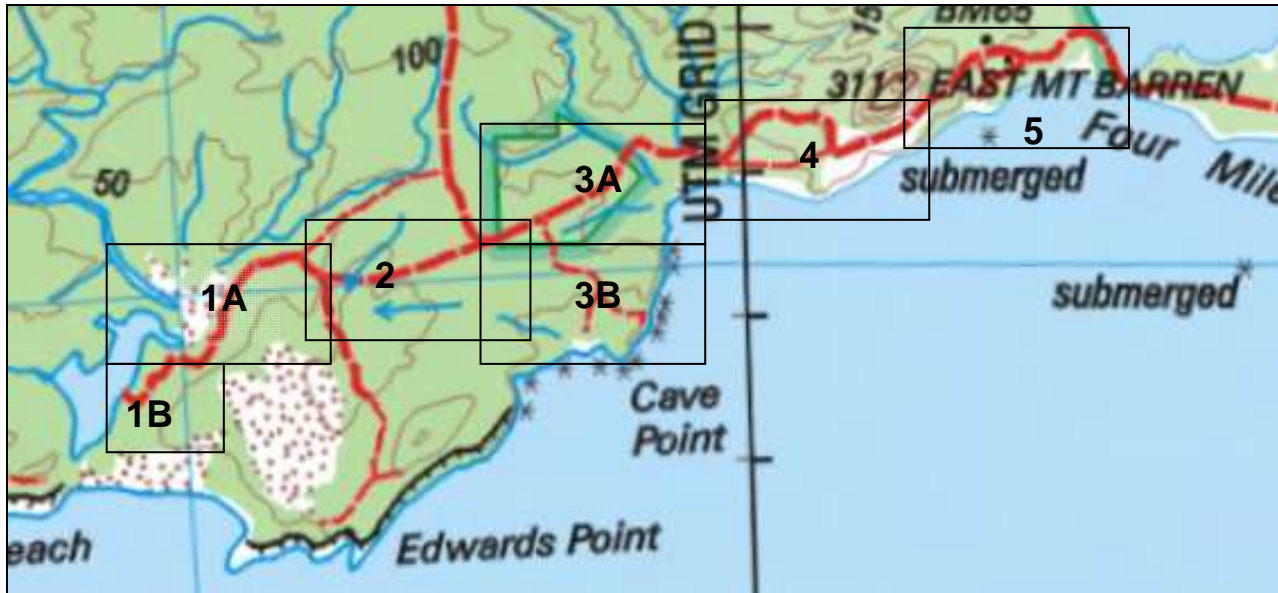 BM65
15
100
UTM GRID
311
EAST MT BARREN
5
Four Mile
4
submerged
3A
50
2
1A
3B
submerged
1B
Cave
Point
Edwards Point
each